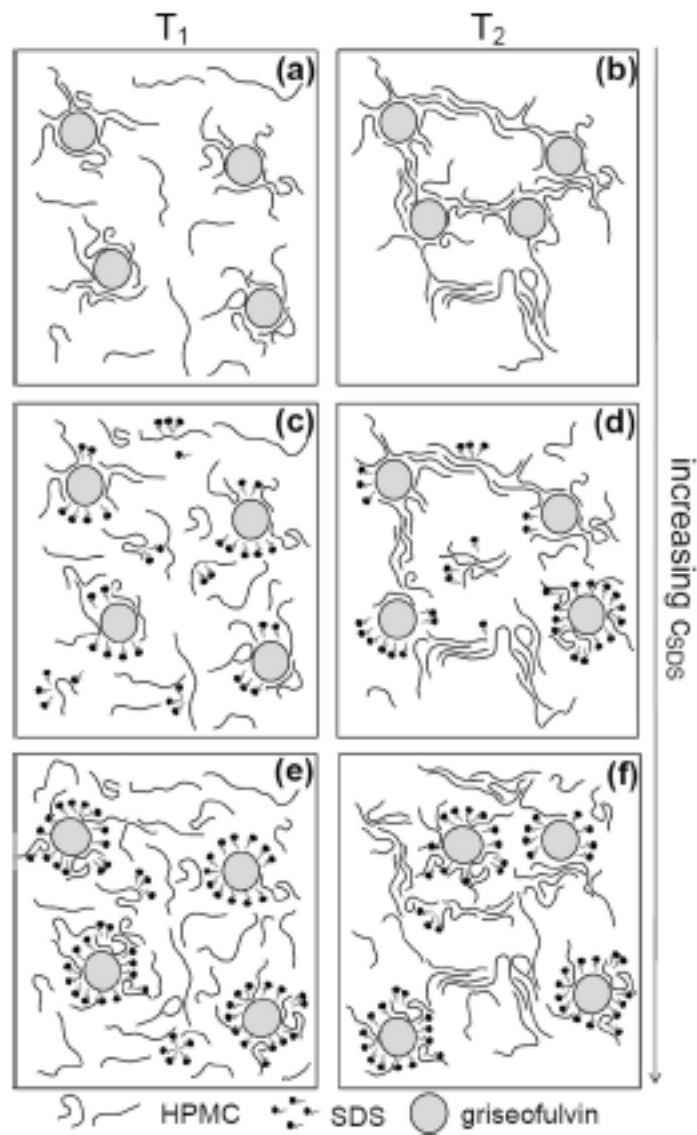 T₁ T₂
(a) (b)
(c) (d)
(e) (f)
increasing cSDS
HPMC SDS griseofulvin